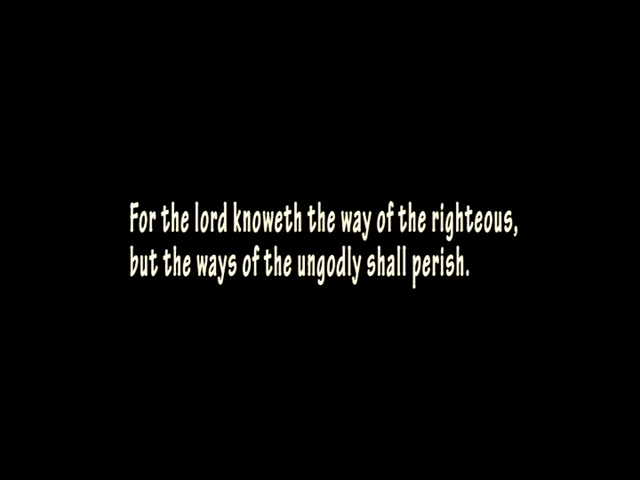 For the lord knoweth the way of the righteous,
but the ways of the ungodly shall perish.